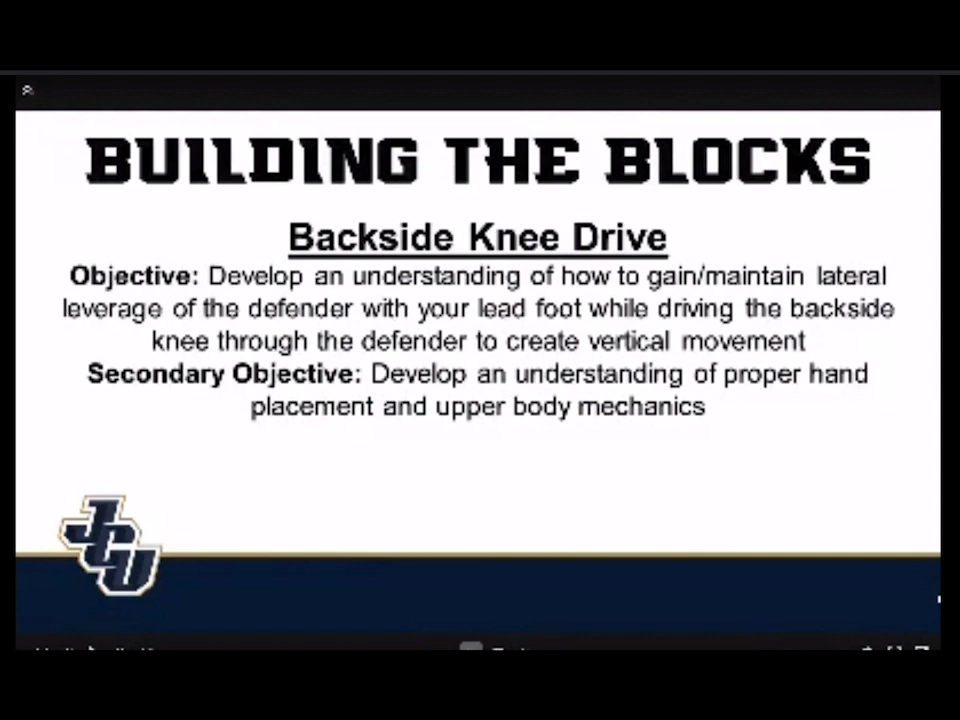 BUILDING THE BLOCKS
Backside Knee Drive
Objective: Develop an understanding of how to gain/maintain lateral
leverage of the defender with your lead foot while driving the backside
knee through the defender to create vertical movement
Secondary Objective: Develop an understanding of proper hand
placement and upper body mechanics
JCU